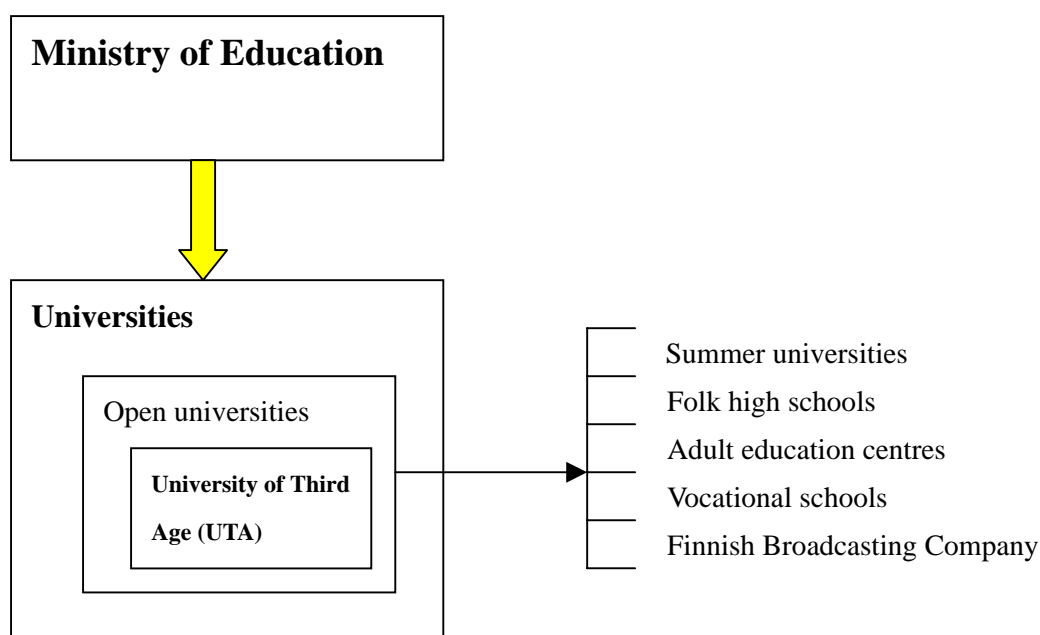 Ministry of Education
Universities
Open universities
University of Third
Age (UTA)
Summer universities
Folk high schools
Adult education centres
Vocational schools
Finnish Broadcasting Company